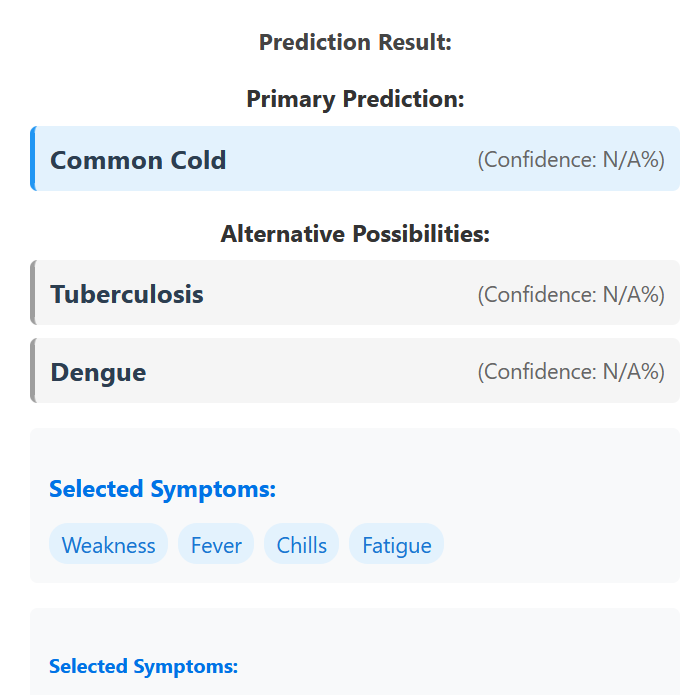 Prediction Result:
Primary Prediction:
Common Cold (Confidence: N/A%)
Alternative Possibilities:
Tuberculosis (Confidence: N/A%)
Dengue (Confidence: N/A%)
Selected Symptoms:
Weakness Fever Chills Fatigue
Selected Symptoms: